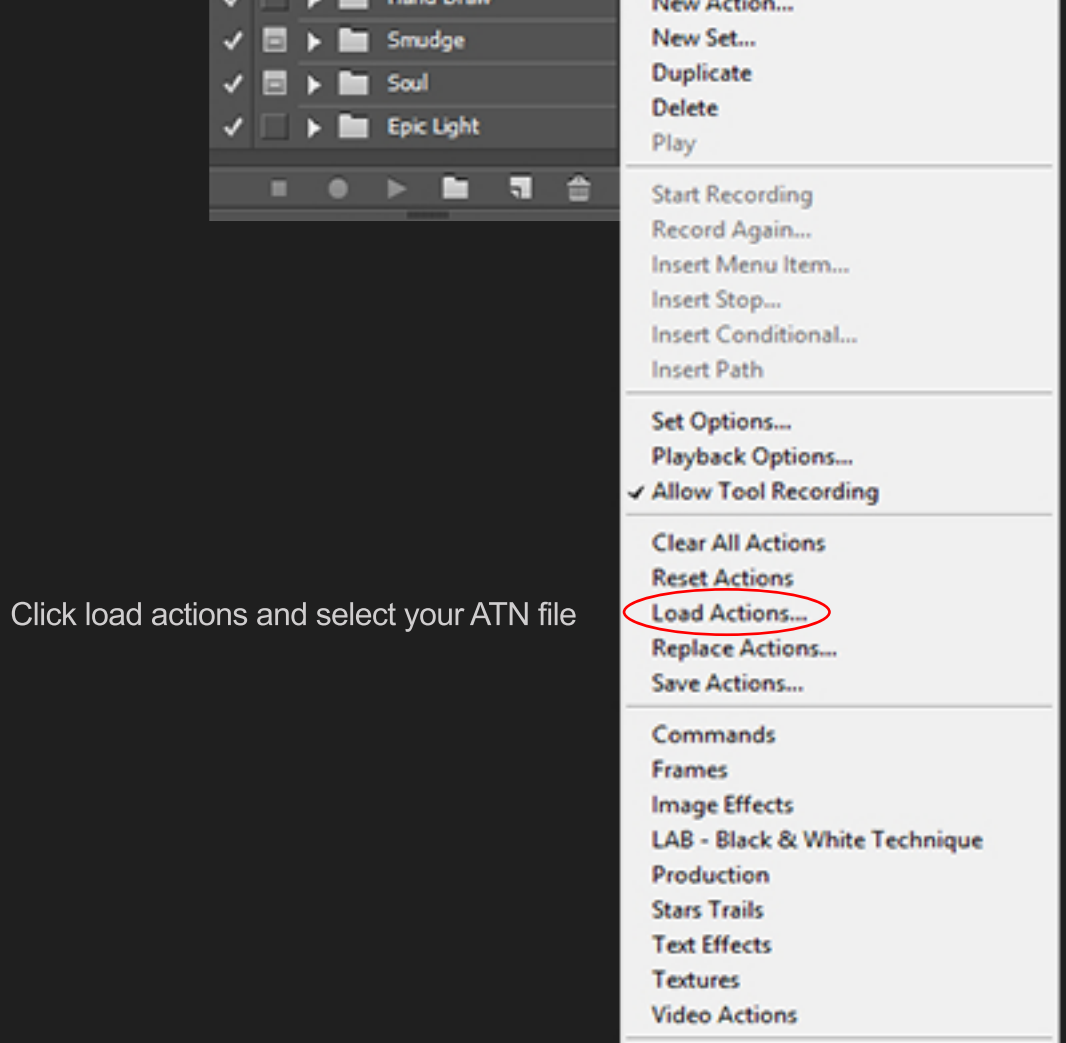 Hand Draw
Smudge
Soul
Epic Light
New Action...
New Set...
Duplicate
Delete
Play
Start Recording
Record Again...
Insert Menu Item...
Insert Stop...
Insert Conditional...
Insert Path
Set Options...
Playback Options...
Allow Tool Recording
Clear All Actions
Reset Actions
Click load actions and select your ATN file
Load Actions...
Replace Actions...
Save Actions...
Commands
Frames
Image Effects
LAB - Black & White Technique
Production
Stars Trails
Text Effects
Textures
Video Actions